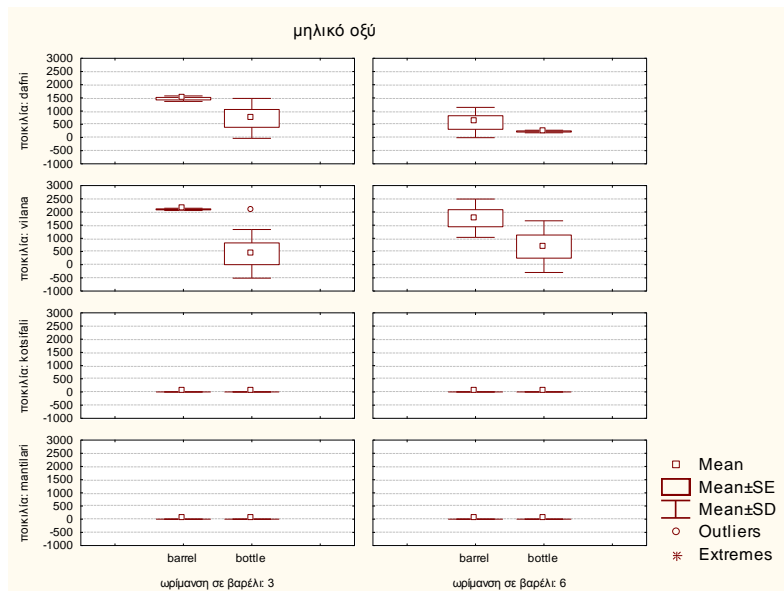 μηλικό οξύ
ποικιλία: dafni
3000
2500
2000
1500
1000
500
0
-500
-1000
ποικιλία: vilana
3000
2500
2000
1500
1000
500
0
-500
-1000
ποικιλία: kotsifali
3000
2500
2000
1500
1000
500
0
-500
-1000
ποικιλία: mantilari
3000
2500
2000
1500
1000
500
0
-500
-1000
barrel bottle
ωρίμανση σε βαρέλι: 3
barrel bottle
ωρίμανση σε βαρέλι: 6
Mean
Mean±SE
Mean±SD
Outliers
Extremes